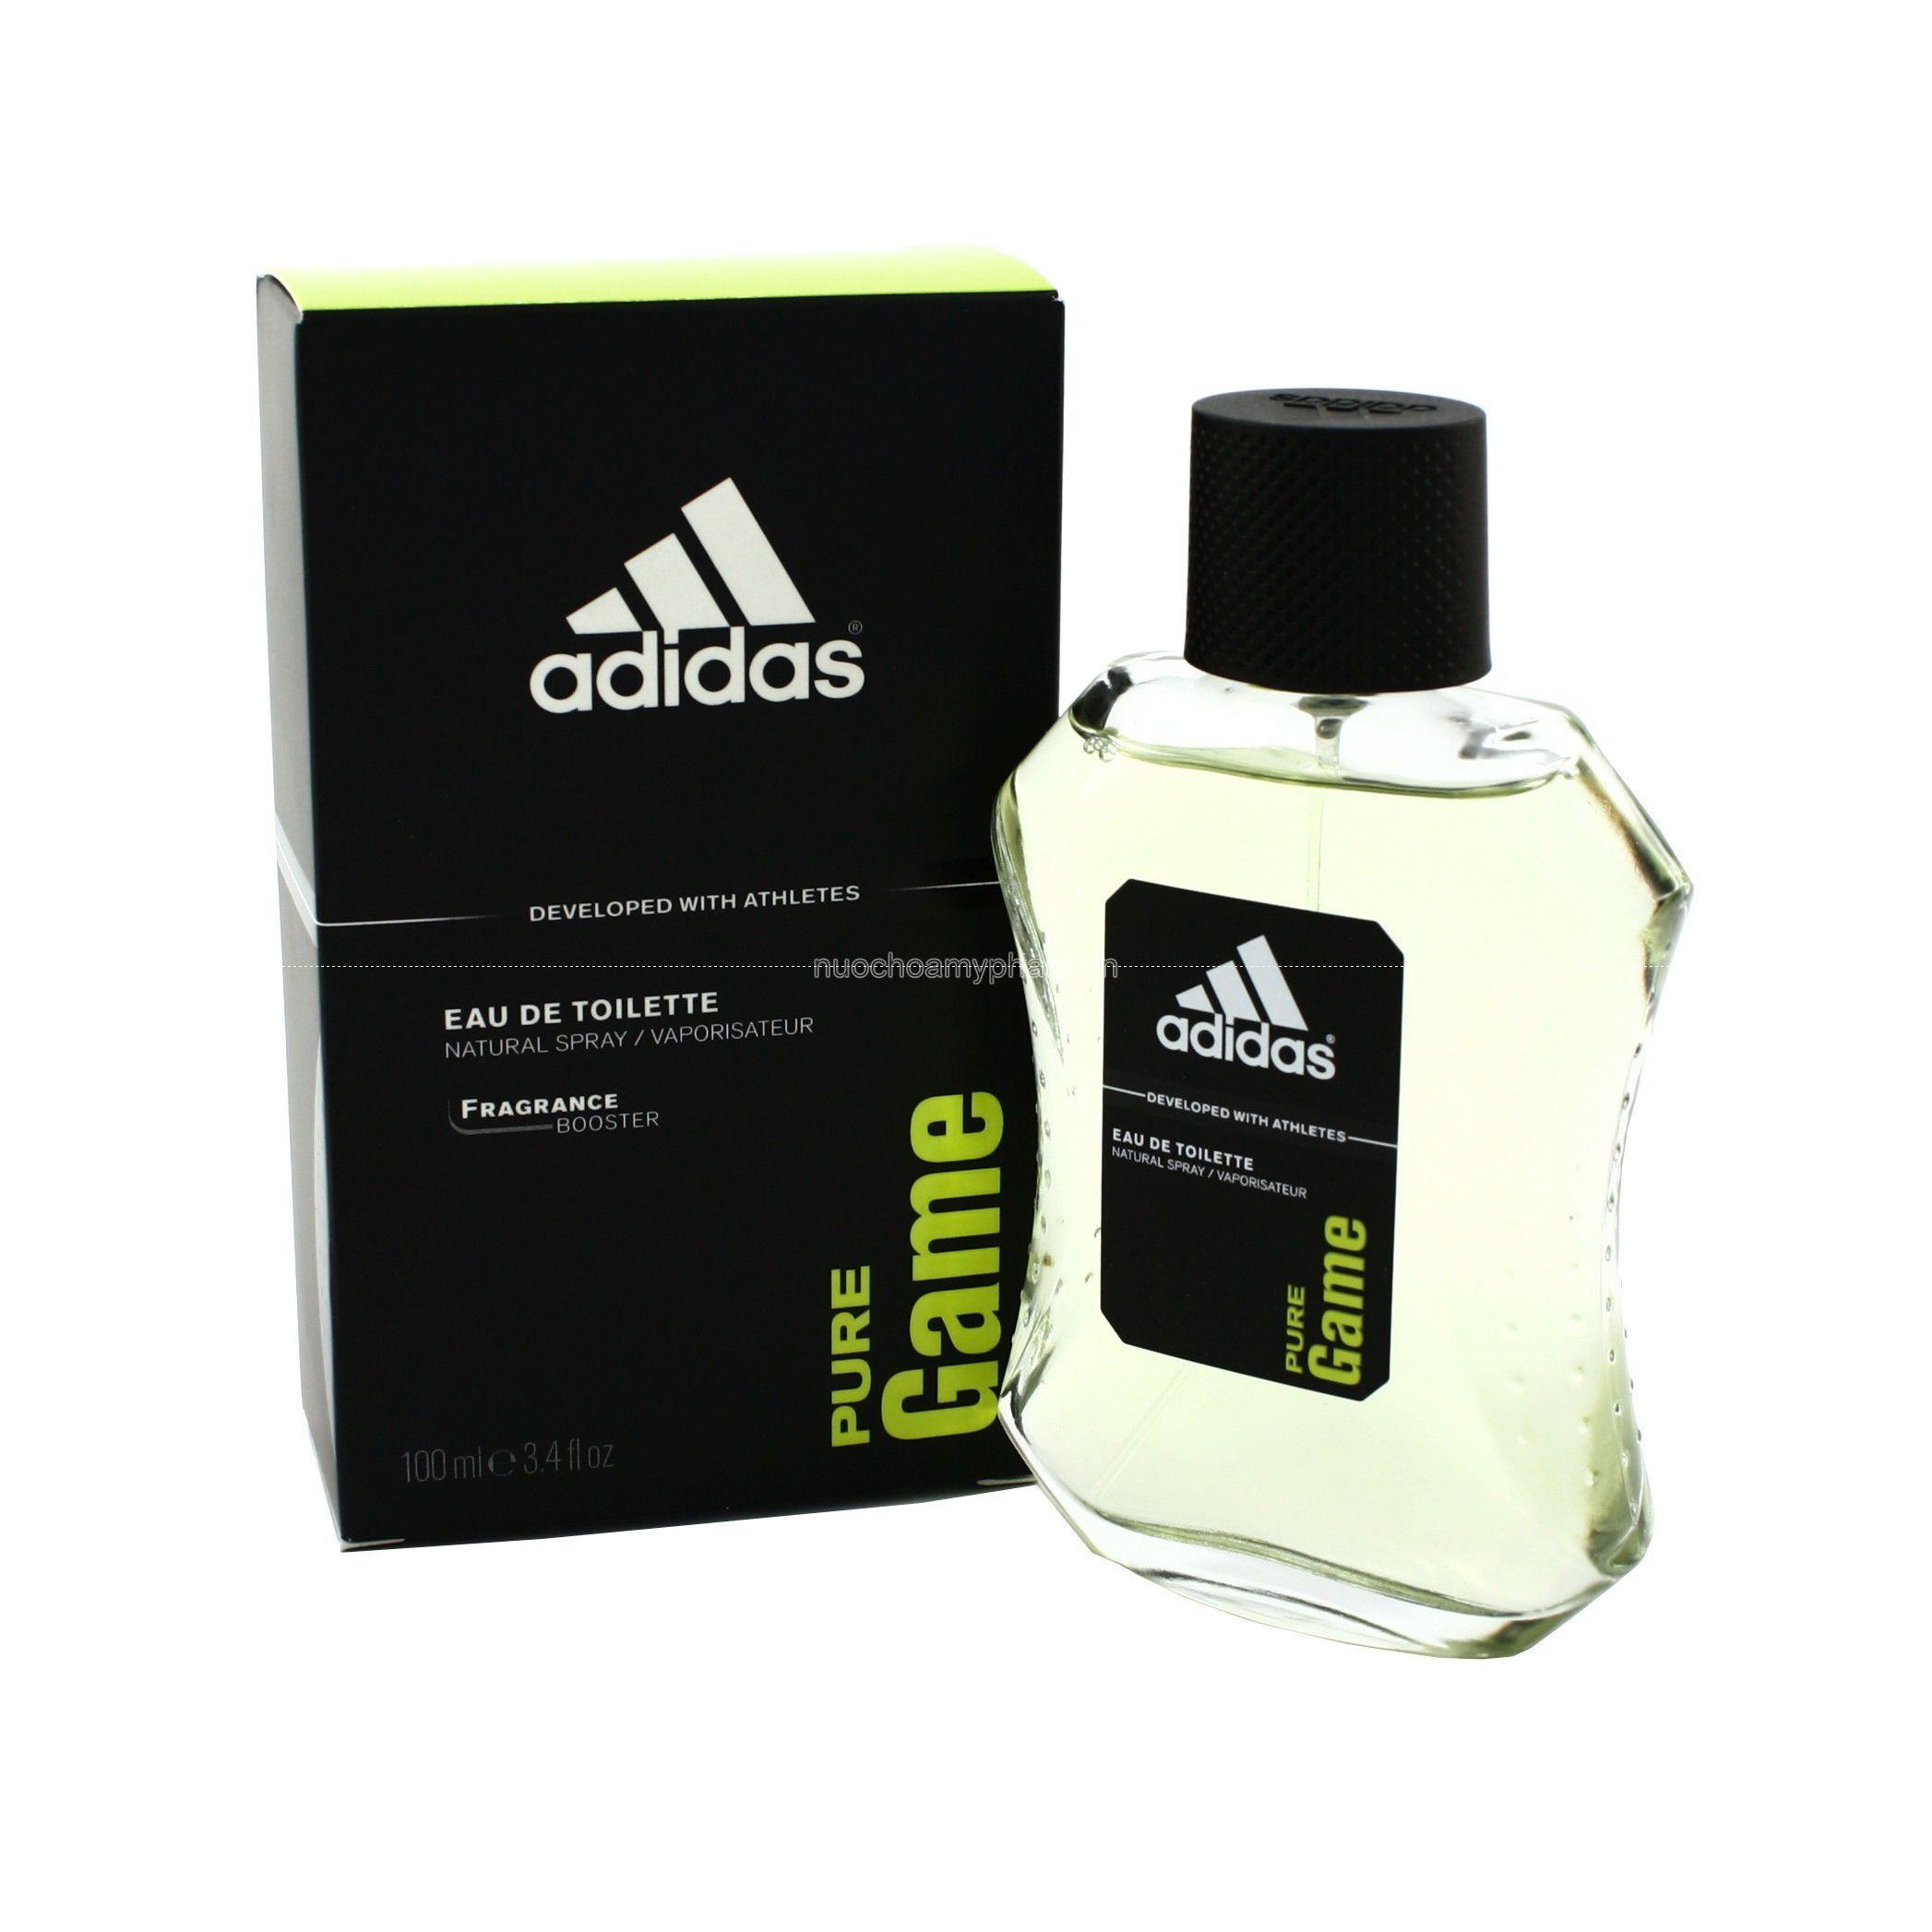 adidas®
DEVELOPED WITH ATHLETES
EAU DE TOILETTE
NATURAL SPRAY / VAPORISATEUR
FRAGRANCE
BOOSTER
PURE
Game
100 ml e 3.4 fl oz
adidas
adidas®
DEVELOPED WITH ATHLETES
EAU DE TOILETTE
NATURAL SPRAY / VAPORISATEUR
PURE
Game